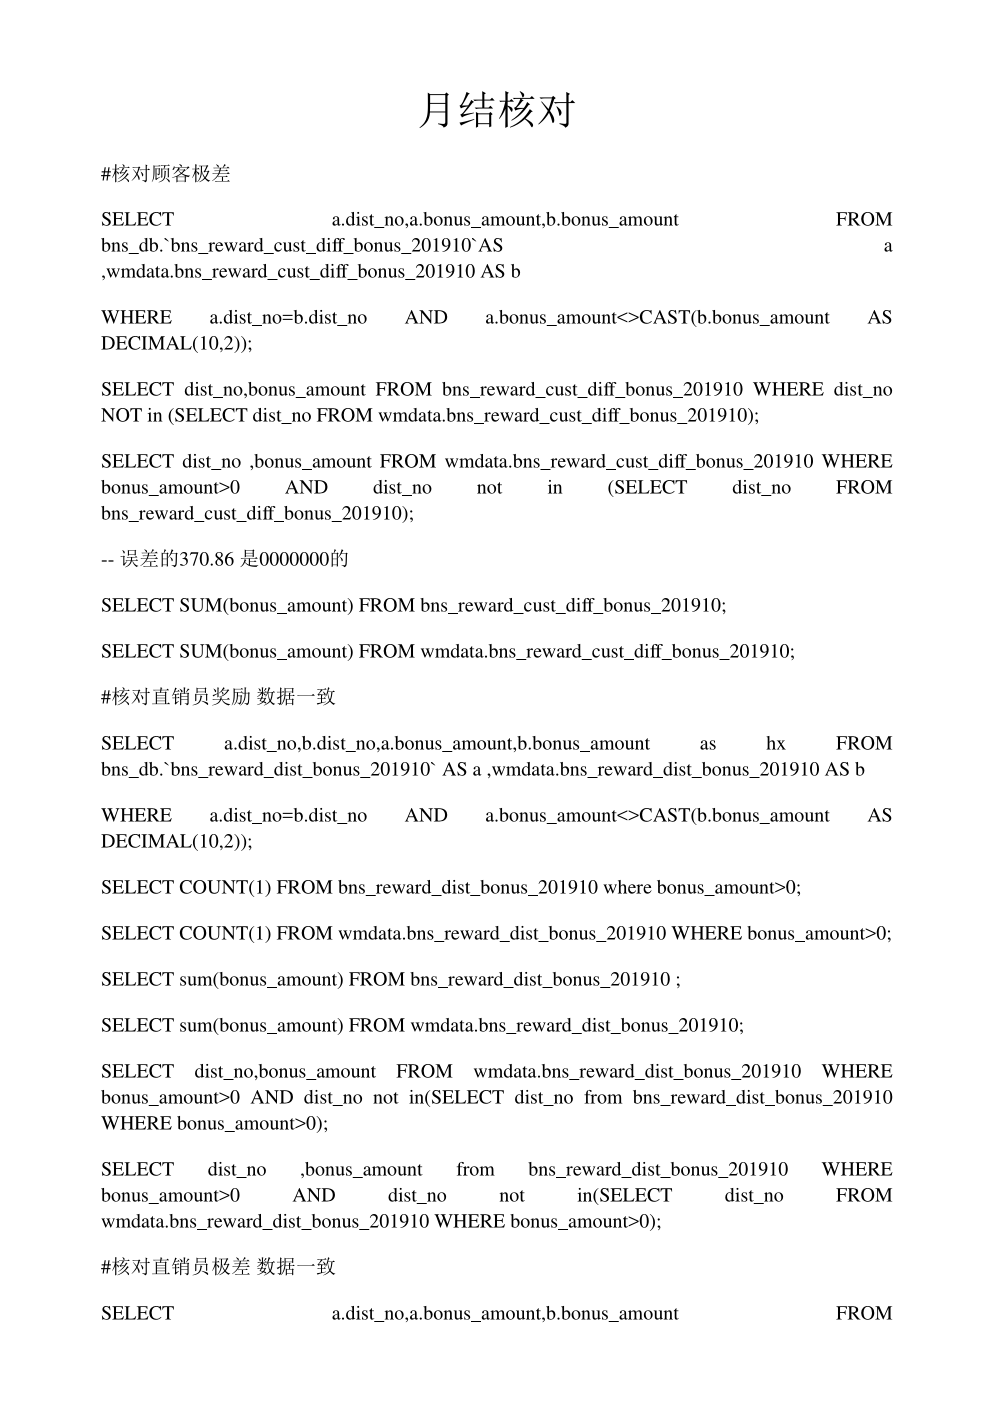 月结核对
#核对顾客极差
SELECT a.dist_no,a.bonus_amount,b.bonus_amount FROM
bns_db.`bns_reward_cust_diff_bonus_201910`AS a
,wmdata.bns_reward_cust_diff_bonus_201910 AS b
WHERE a.dist_no=b.dist_no AND a.bonus_amount<>CAST(b.bonus_amount AS
DECIMAL(10,2));
SELECT dist_no,bonus_amount FROM bns_reward_cust_diff_bonus_201910 WHERE dist_no
NOT in (SELECT dist_no FROM wmdata.bns_reward_cust_diff_bonus_201910);
SELECT dist_no ,bonus_amount FROM wmdata.bns_reward_cust_diff_bonus_201910 WHERE
bonus_amount>0 AND dist_no not in (SELECT dist_no FROM
bns_reward_cust_diff_bonus_201910);
-- 误差的370.86 是0000000的
SELECT SUM(bonus_amount) FROM bns_reward_cust_diff_bonus_201910;
SELECT SUM(bonus_amount) FROM wmdata.bns_reward_cust_diff_bonus_201910;
#核对直销员奖励 数据一致
SELECT a.dist_no,b.dist_no,a.bonus_amount,b.bonus_amount as hx FROM
bns_db.`bns_reward_dist_bonus_201910` AS a ,wmdata.bns_reward_dist_bonus_201910 AS b
WHERE a.dist_no=b.dist_no AND a.bonus_amount<>CAST(b.bonus_amount AS
DECIMAL(10,2));
SELECT COUNT(1) FROM bns_reward_dist_bonus_201910 where bonus_amount>0;
SELECT COUNT(1) FROM wmdata.bns_reward_dist_bonus_201910 WHERE bonus_amount>0;
SELECT sum(bonus_amount) FROM bns_reward_dist_bonus_201910 ;
SELECT sum(bonus_amount) FROM wmdata.bns_reward_dist_bonus_201910;
SELECT dist_no,bonus_amount FROM wmdata.bns_reward_dist_bonus_201910 WHERE
bonus_amount>0 AND dist_no not in(SELECT dist_no from bns_reward_dist_bonus_201910
WHERE bonus_amount>0);
SELECT dist_no ,bonus_amount from bns_reward_dist_bonus_201910 WHERE
bonus_amount>0 AND dist_no not in(SELECT dist_no FROM
wmdata.bns_reward_dist_bonus_201910 WHERE bonus_amount>0);
#核对直销员极差 数据一致
SELECT a.dist_no,a.bonus_amount,b.bonus_amount FROM